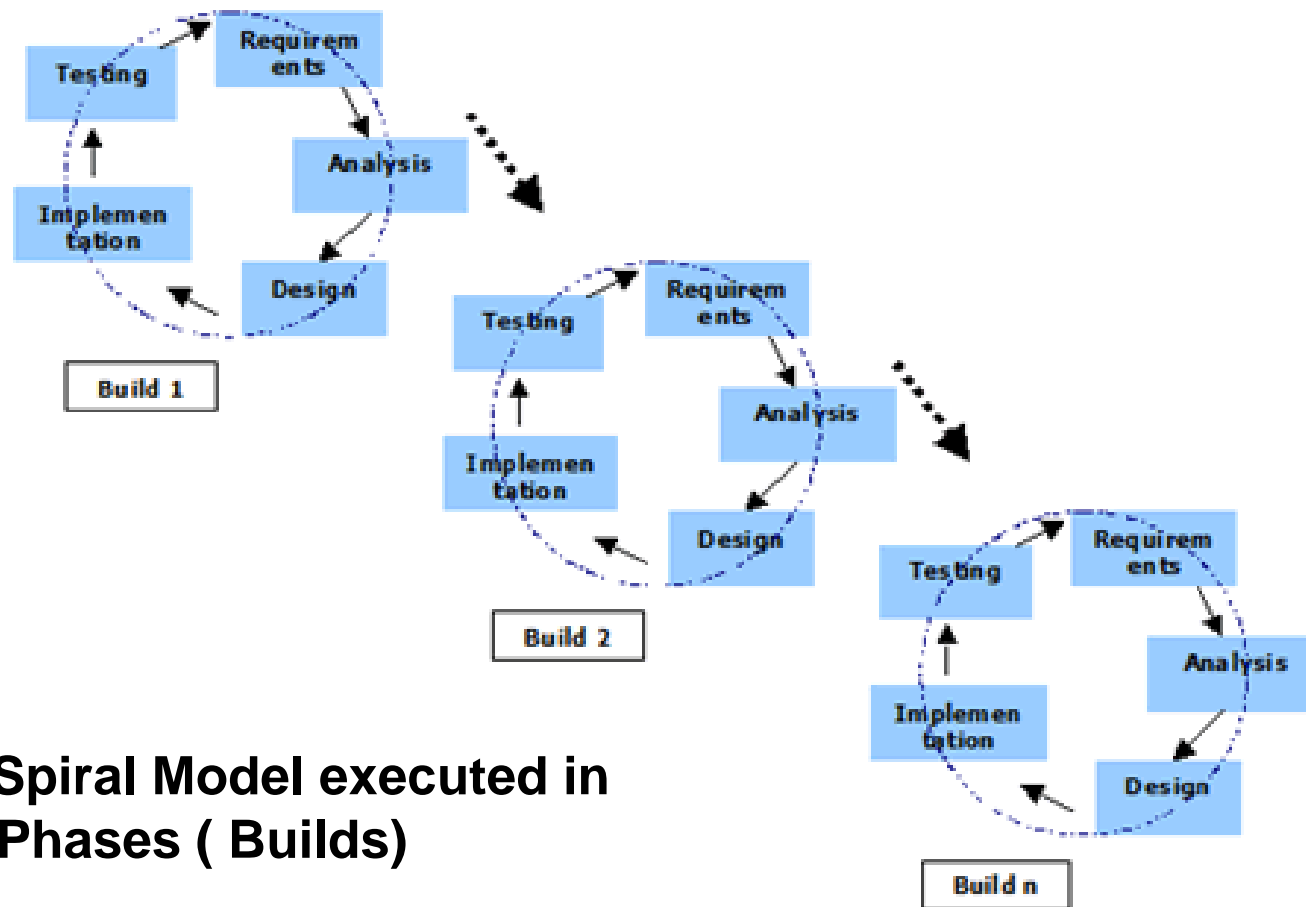 Requirem
ents
Testing
Analysis
Implemen
tation
Design
Build 1
Requirem
ents
Testing
Analysis
Implemen
tation
Design
Build 2
Requirem
ents
Testing
Analysis
Implemen
tation
Design
Build n
Spiral Model executed in
Phases ( Builds)